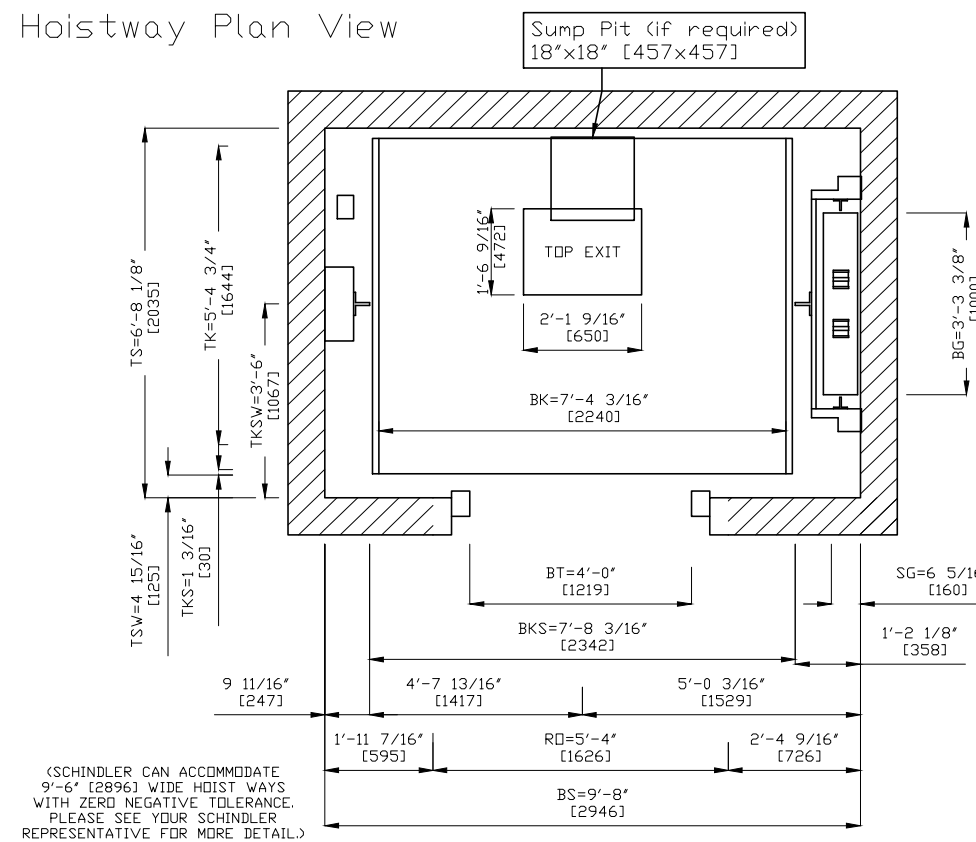 Hoistway Plan View
Sump Pit (if required)
18"x18" [457x457]
TS=6'-8 1/8"
[2035]
TK=5'-4 3/4"
[1644]
TKSW=3'-6"
[1067]
1'-6 9/16"
[472]
TOP EXIT
2'-1 9/16"
[650]
BK=7'-4 3/16"
[2240]
BG=3'-3 3/8"
TSW=4 15/16"
[125]
TKS=1 3/16"
[30]
BT=4'-0"
[1219]
SG=6 5/16
[160]
BKS=7'-8 3/16"
[2342]
1'-2 1/8"
[358]
9 11/16"
[247]
4'-7 13/16"
[1417]
5'-0 3/16"
[1529]
1'-11 7/16"
[595]
RO=5'-4"
[1626]
2'-4 9/16"
[726]
BS=9'-8"
[2946]
(SCHINDLER CAN ACCOMMODATE
9'-6" [2896] WIDE HOIST WAYS
WITH ZERO NEGATIVE TOLERANCE.
PLEASE SEE YOUR SCHINDLER
REPRESENTATIVE FOR MORE DETAIL.)